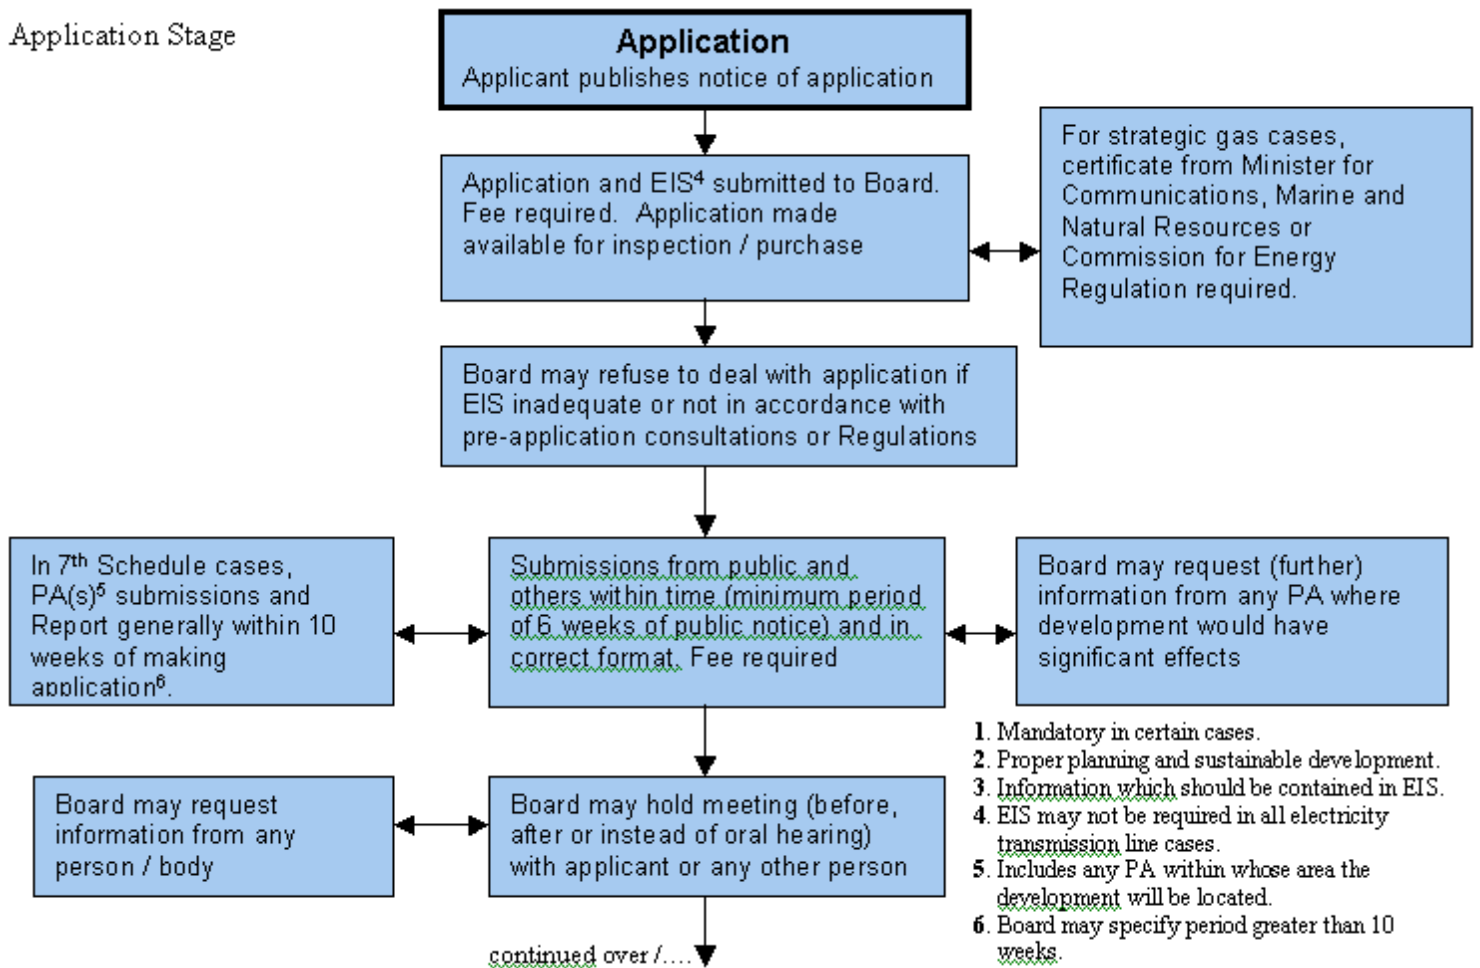 Application Stage
Application
Applicant publishes notice of application
Application and EIS⁴ submitted to Board.
Fee required. Application made
available for inspection / purchase
For strategic gas cases,
certificate from Minister for
Communications, Marine and
Natural Resources or
Commission for Energy
Regulation required.
Board may refuse to deal with application if
EIS inadequate or not in accordance with
pre-application consultations or Regulations
In 7th Schedule cases,
PA(s)⁵ submissions and
Report generally within 10
weeks of making
application⁶.
Submissions from public and
others within time (minimum period
of 6 weeks of public notice) and in
correct format. Fee required
Board may request (further)
information from any PA where
development would have
significant effects
Board may request
information from any
person / body
Board may hold meeting (before,
after or instead of oral hearing)
with applicant or any other person
1. Mandatory in certain cases.
2. Proper planning and sustainable development.
3. Information which should be contained in EIS.
4. EIS may not be required in all electricity
transmission line cases.
5. Includes any PA within whose area the
development will be located.
6. Board may specify period greater than 10
weeks.
continued over /....